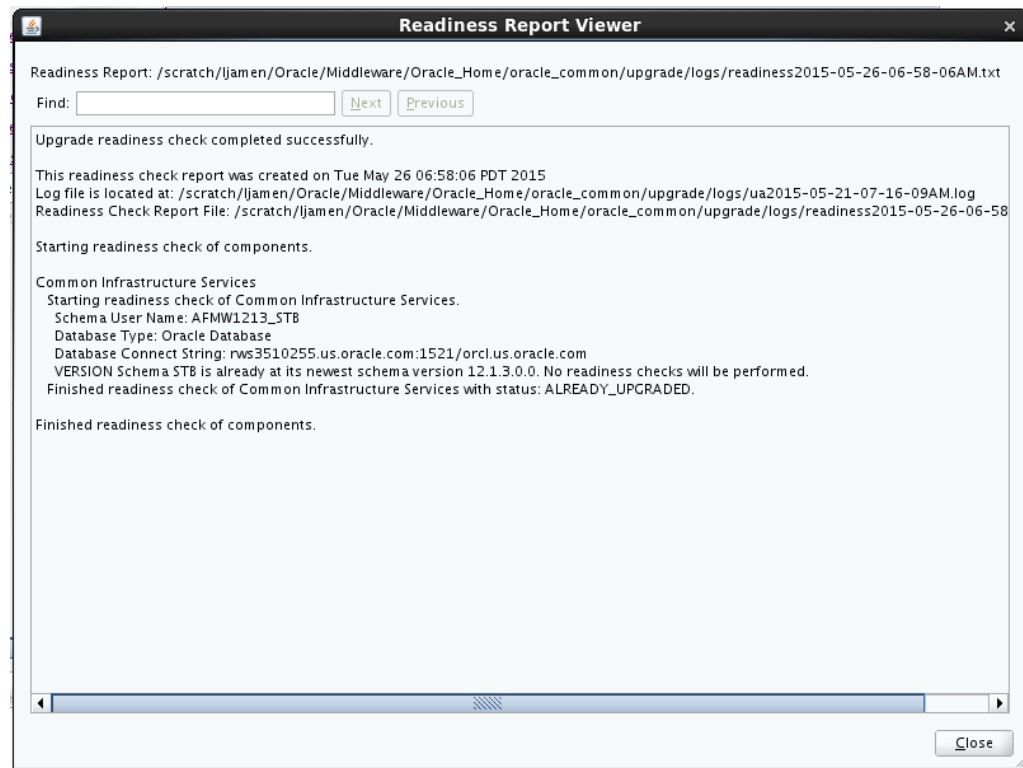 Readiness Report Viewer
Readiness Report: /scratch/ljamen/Oracle/Middleware/Oracle_Home/oracle_common/upgrade/logs/readiness2015-05-26-06-58-06AM.txt
Find: Next Previous
Upgrade readiness check completed successfully.
This readiness check report was created on Tue May 26 06:58:06 PDT 2015
Log file is located at: /scratch/ljamen/Oracle/Middleware/Oracle_Home/oracle_common/upgrade/logs/ua2015-05-21-07-16-09AM.log
Readiness Check Report File: /scratch/ljamen/Oracle/Middleware/Oracle_Home/oracle_common/upgrade/logs/readiness2015-05-26-06-58
Starting readiness check of components.
Common Infrastructure Services
Starting readiness check of Common Infrastructure Services.
Schema User Name: AFMW1213_STB
Database Type: Oracle Database
Database Connect String: rws3510255.us.oracle.com:1521/orcl.us.oracle.com
VERSION Schema STB is already at its newest schema version 12.1.3.0.0. No readiness checks will be performed.
Finished readiness check of Common Infrastructure Services with status: ALREADY_UPGRADED.
Finished readiness check of components.
Close